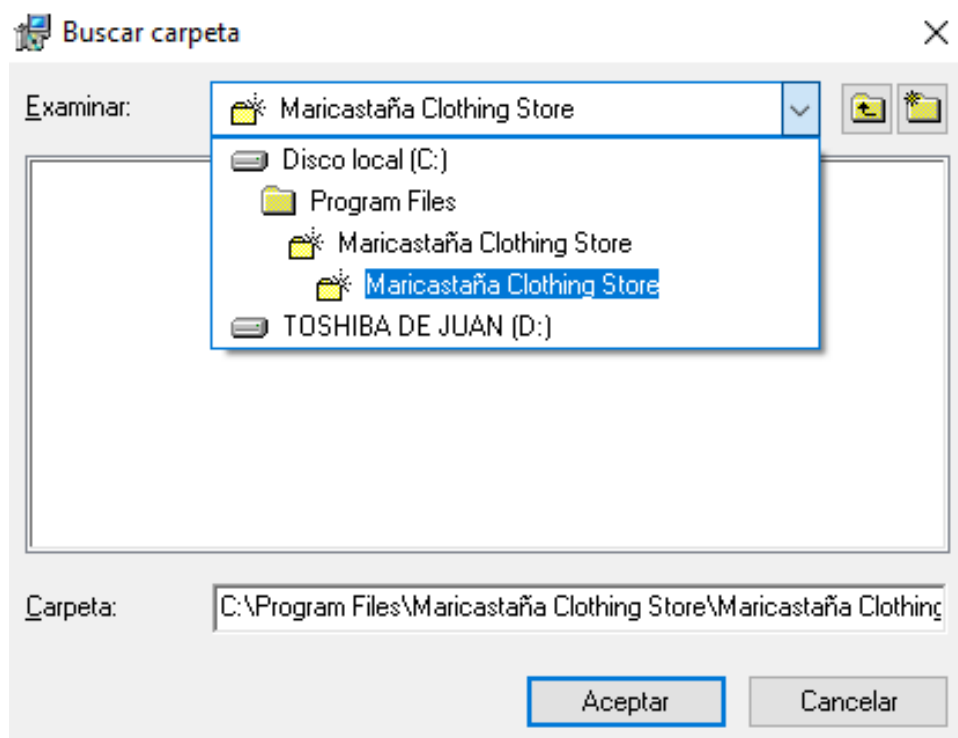 Buscar carpeta
Examinar:
Maricastaña Clothing Store
Disco local (C:)
Program Files
Maricastaña Clothing Store
Maricastaña Clothing Store
TOSHIBA DE JUAN (D:)
Carpeta:
C:\Program Files\Maricastaña Clothing Store\Maricastaña Clothing
Aceptar
Cancelar